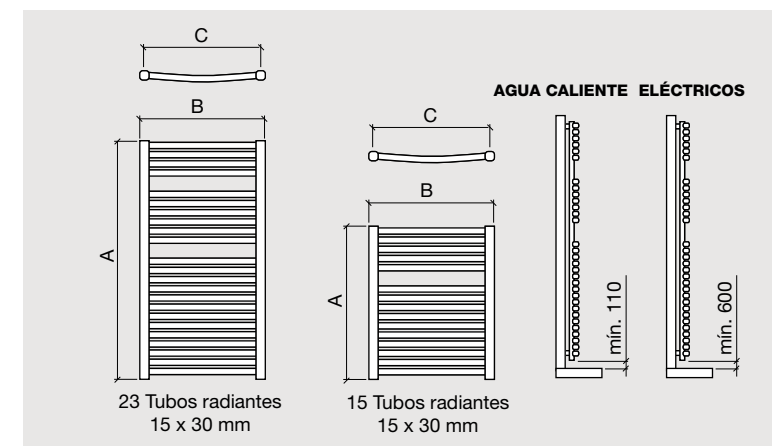 C
B
A
23 Tubos radiantes
15 x 30 mm
C
B
A
15 Tubos radiantes
15 x 30 mm
AGUA CALIENTE ELÉCTRICOS
mín. 110
mín. 600